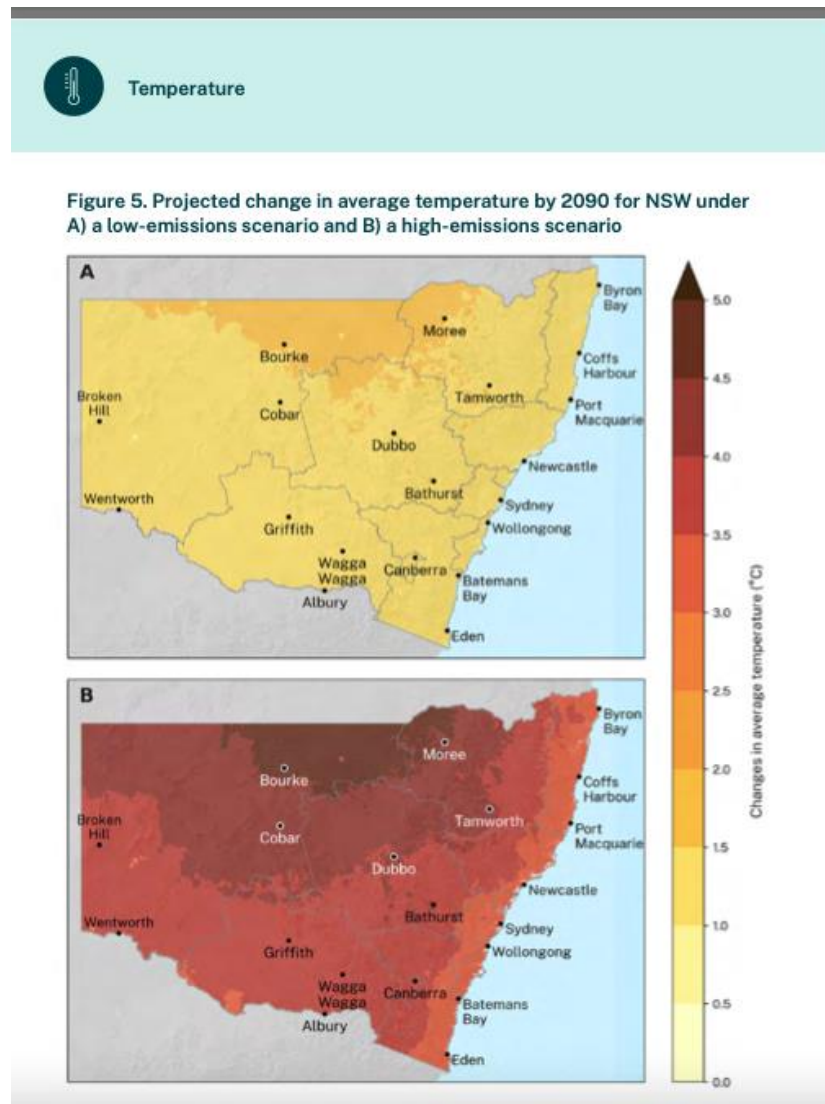 Temperature
Figure 5. Projected change in average temperature by 2090 for NSW under
A) a low-emissions scenario and B) a high-emissions scenario
A
Byron
Bay
Moree
Bourke
Coffs
Harbour
Broken
Hill
Tamworth
Cobar
Port
Macquarie
Dubbo
Newcastle
Bathurst
Wentworth
Sydney
Griffith
Wollongong
Wagga
Wagga
Canberra
Batemans
Bay
Albury
Eden
B
Byron
Bay
Moree
Bourke
Coffs
Harbour
Broken
Hill
Tamworth
Cobar
Port
Macquarie
Dubbo
Newcastle
Bathurst
Wentworth
Sydney
Griffith
Wollongong
Wagga
Wagga
Canberra
Batemans
Bay
Albury
Eden
5.0
4.5
4.0
3.5
3.0
2.5
2.0
1.5
1.0
0.5
0.0
Changes in average temperature (°C)